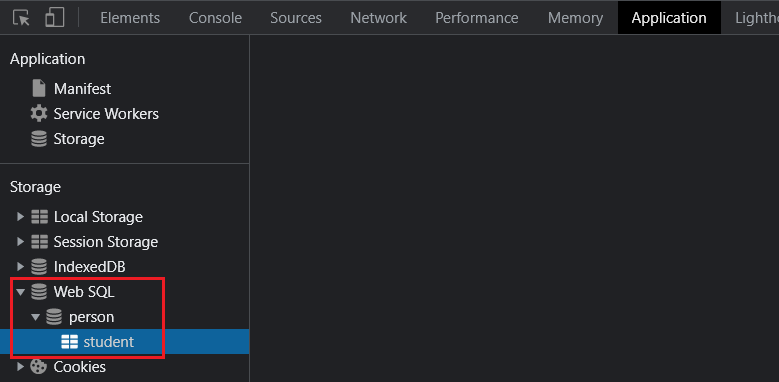 Elements Console Sources Network Performance Memory Application Lighth
Application
Manifest
Service Workers
Storage
Storage
Local Storage
Session Storage
IndexedDB
Web SQL
person
student
Cookies